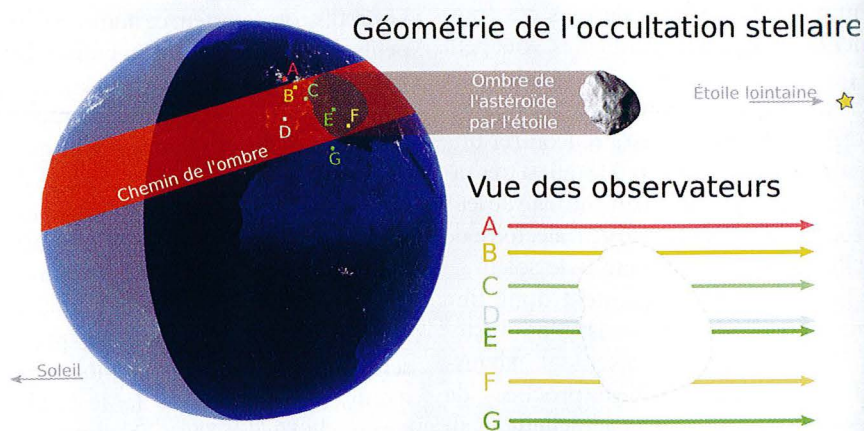 Géométrie de l'occultation stellaire
A
B
C
D
E
F
G
Chemin de l'ombre
Ombre de
l'astéroïde
par l'étoile
Étoile lointaine
Soleil
Vue des observateurs
A
B
C
D
E
F
G